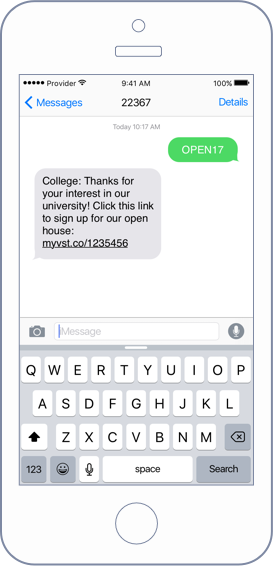 Provider 9:41 AM 100%
Messages 22367 Details
Today 10:17 AM
OPEN17
College: Thanks for
your interest in our
university! Click this link
to sign up for our open
house:
myvst.co/1235456
Message
Q W E R T Y U I O P
A S D F G H J K L
Z X C V B N M
123 space Search